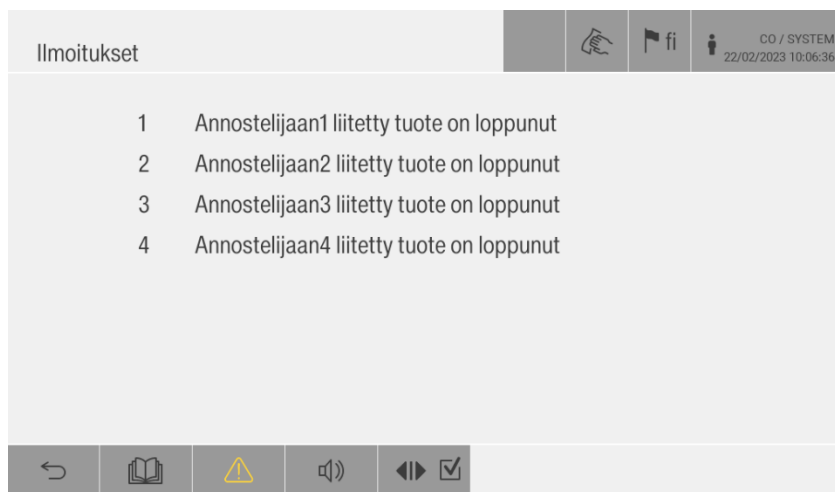 Ilmoitukset
fi
CO / SYSTEM
22/02/2023 10:06:36
1 Annostelijaan1 liitetty tuote on loppunut
2 Annostelijaan2 liitetty tuote on loppunut
3 Annostelijaan3 liitetty tuote on loppunut
4 Annostelijaan4 liitetty tuote on loppunut